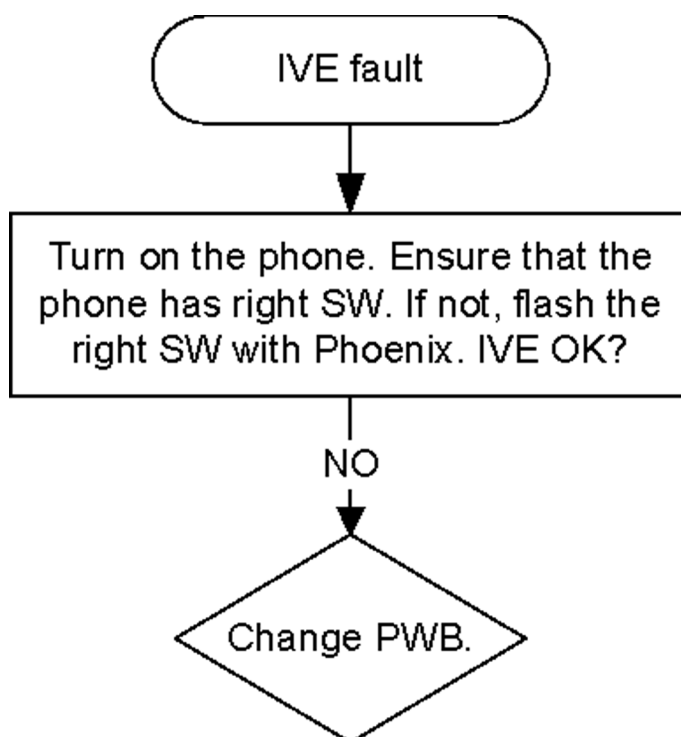 IVE fault
Turn on the phone. Ensure that the
phone has right SW. If not, flash the
right SW with Phoenix. IVE OK?
NO
Change PWB.